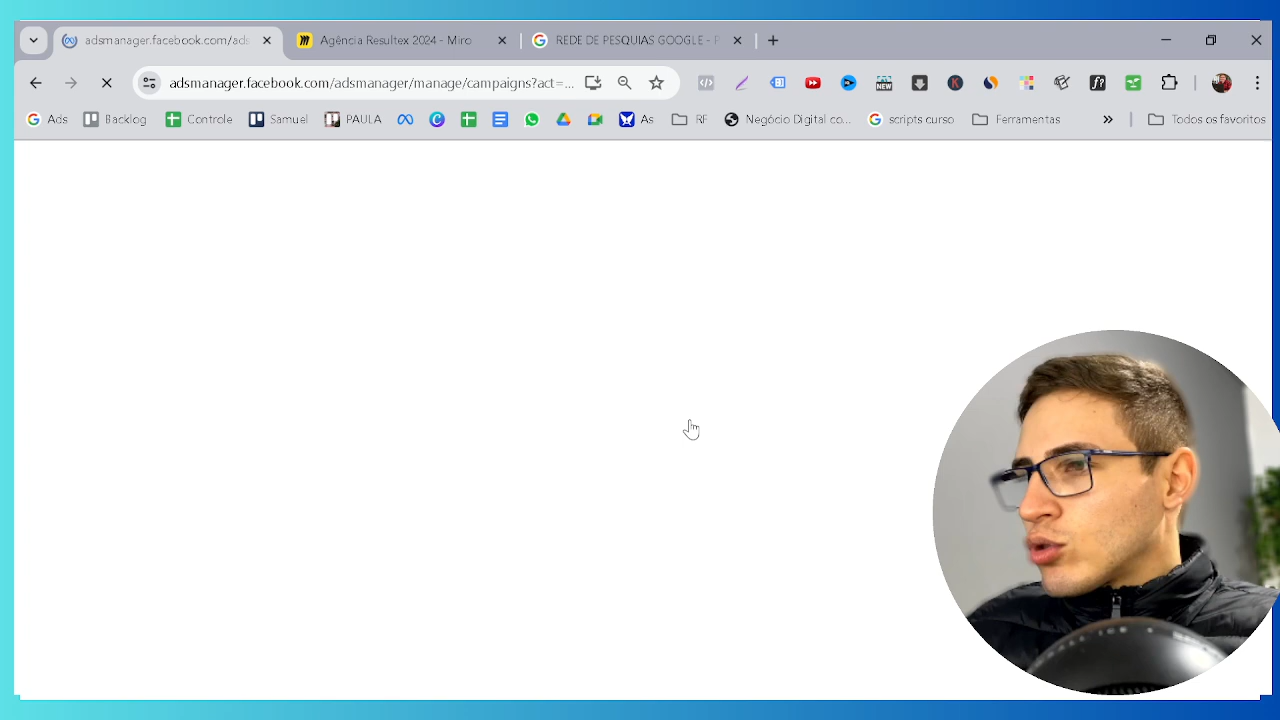 adsmanager.facebook.com/ads
Agência Resultex 2024 - Miro
REDE DE PESQUIAS GOOGLE - P
adsmanager.facebook.com/adsmanager/manage/campaigns?act=...
NEW
K
f?
Ads
Backlog
Controle
Samuel
PAULA
As
RF
Negócio Digital co...
scripts curso
Ferramentas
»
Todos os favoritos